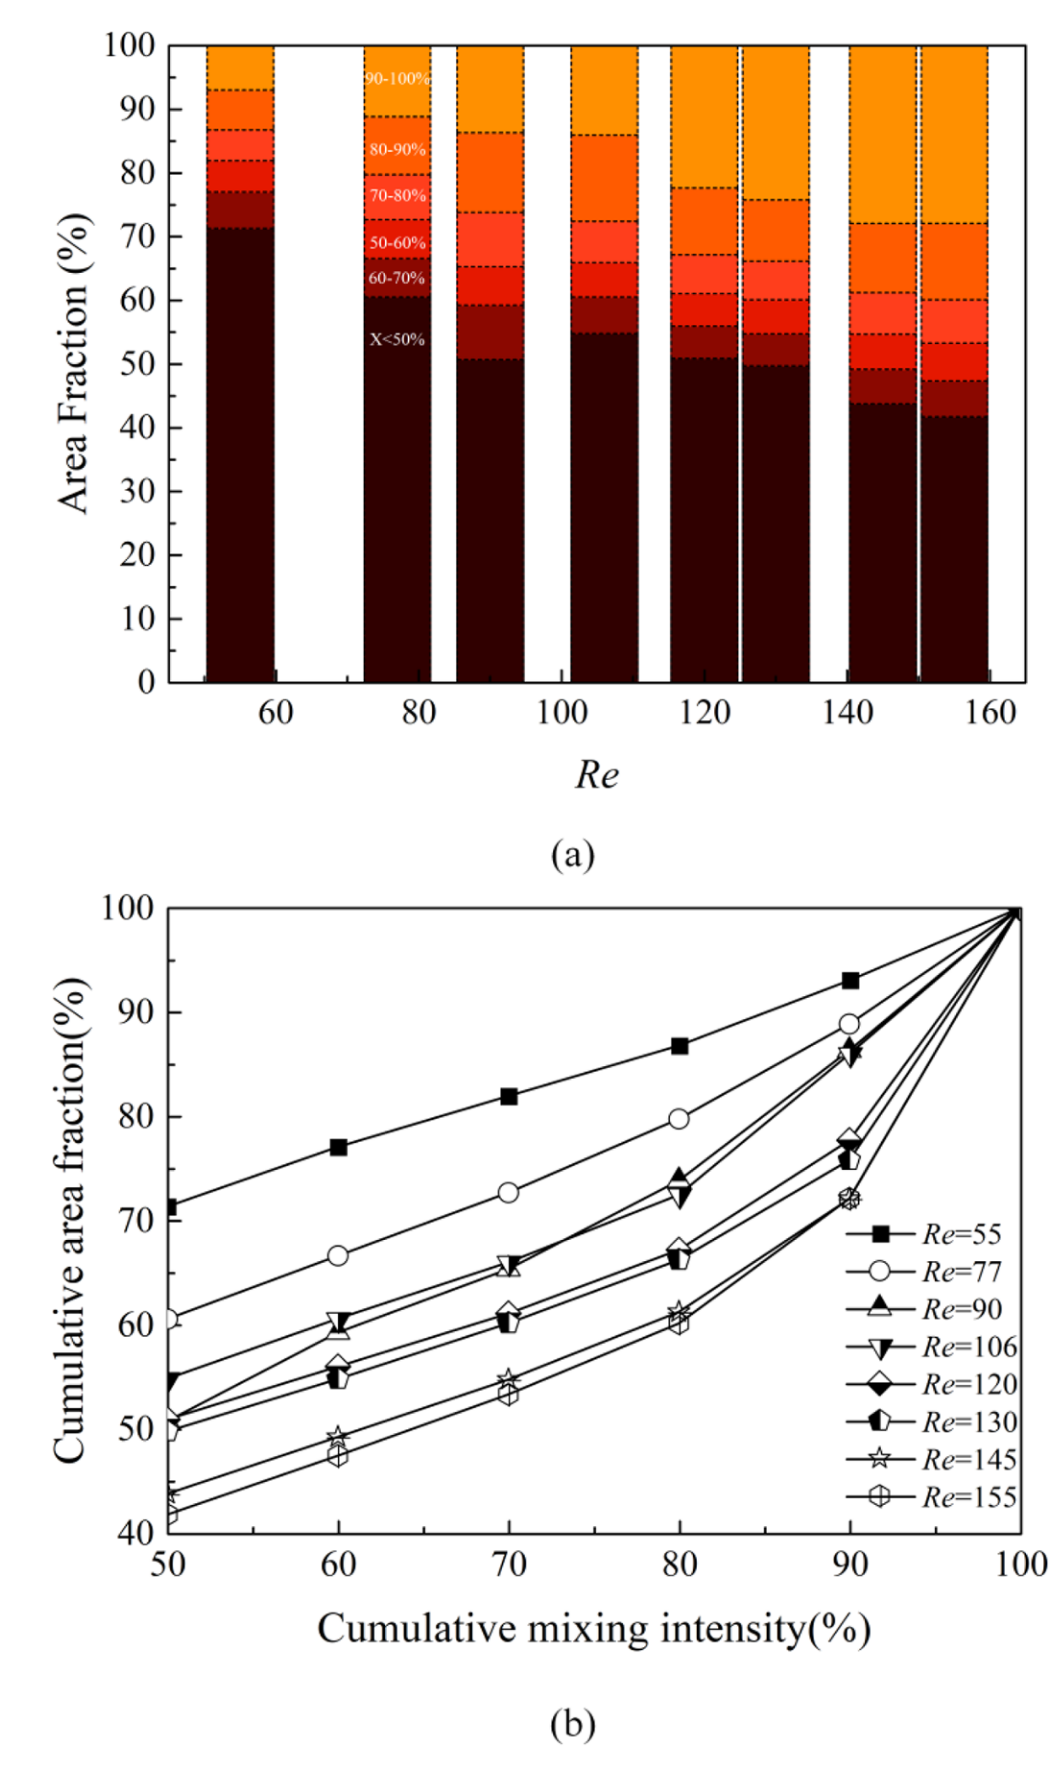 100
90
80
70
60
50
40
30
20
10
0
Area Fraction (%)
90-100%
80-90%
70-80%
50-60%
60-70%
X<50%
60 80 100 120 140 160
Re
(a)
100
90
80
70
60
50
40
Cumulative area fraction(%)
Re=55
Re=77
Re=90
Re=106
Re=120
Re=130
Re=145
Re=155
50 60 70 80 90 100
Cumulative mixing intensity(%)
(b)